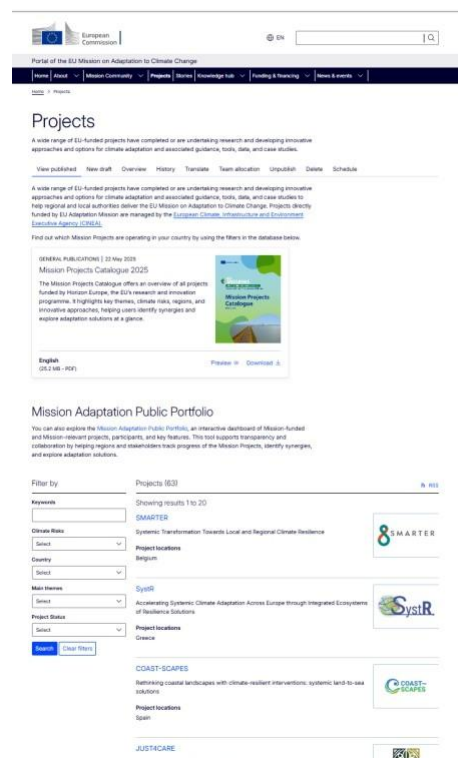 European
Commission
EN
Portal of the EU Mission on Adaptation to Climate Change
Home About Mission Community Projects Stories Knowledge hub Funding & financing News & events
Home > Projects
Projects
A wide range of EU-funded projects have completed or are undertaking research and developing innovative
approaches and options for climate adaptation and associated guidance, tools, data, and case studies.
View published New draft Overview History Translate Team allocation Unpublish Delete Schedule
A wide range of EU-funded projects have completed or are undertaking research and developing innovative
approaches and options for climate adaptation and associated guidance, tools, data, and case studies to
help regional and local authorities deliver the EU Mission on Adaptation to Climate Change. Projects directly
funded by EU Adaptation Mission are managed by the European Climate, Infrastructure and Environment
Executive Agency (CINEA).
Find out which Mission Projects are operating in your country by using the filters in the database below.
GENERAL PUBLICATIONS | 22 May 2025
Mission Projects Catalogue 2025
The Mission Projects Catalogue offers an overview of all projects
funded by Horizon Europe, the EU's research and innovation
programme. It highlights key themes, climate risks, regions, and
innovative approaches, helping users identify synergies and
explore adaptation solutions at a glance.
Mission Projects
Catalogue
English
(25.2 MB - PDF)
Preview Download
Mission Adaptation Public Portfolio
You can also explore the Mission Adaptation Public Portfolio, an interactive dashboard of Mission-funded
and Mission-relevant projects, participants, and key features. This tool supports transparency and
collaboration by helping regions and stakeholders track progress of the Mission Projects, identify synergies,
and explore adaptation solutions.
Filter by
Keywords
Climate Risks
Select
Country
Select
Main themes
Select
Project Status
Select
Search Clear filters
Projects (63)
RSS
Showing results 1 to 20
SMARTER
Systemic Transformation Towards Local and Regional Climate Resilience
Project locations
Belgium
SMARTER
SystR
Accelerating Systemic Climate Adaptation Across Europe through Integrated Ecosystems
of Resilience Solutions
Project locations
Greece
SystR
COAST-SCAPES
Rethinking coastal landscapes with climate-resilient interventions: systemic land-to-sea
solutions
Project locations
Spain
COAST-
SCAPES
JUST4CARE